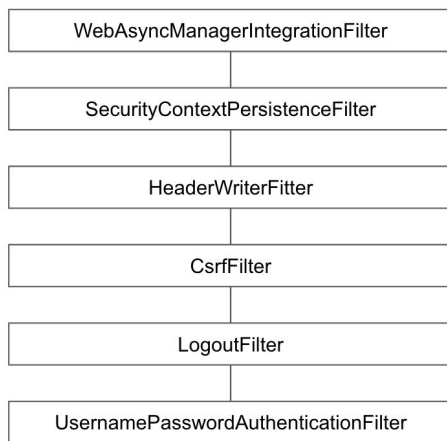 WebAsyncManagerIntegrationFilter
SecurityContextPersistenceFilter
HeaderWriterFitter
CsrfFilter
LogoutFilter
UsernamePasswordAuthenticationFilter